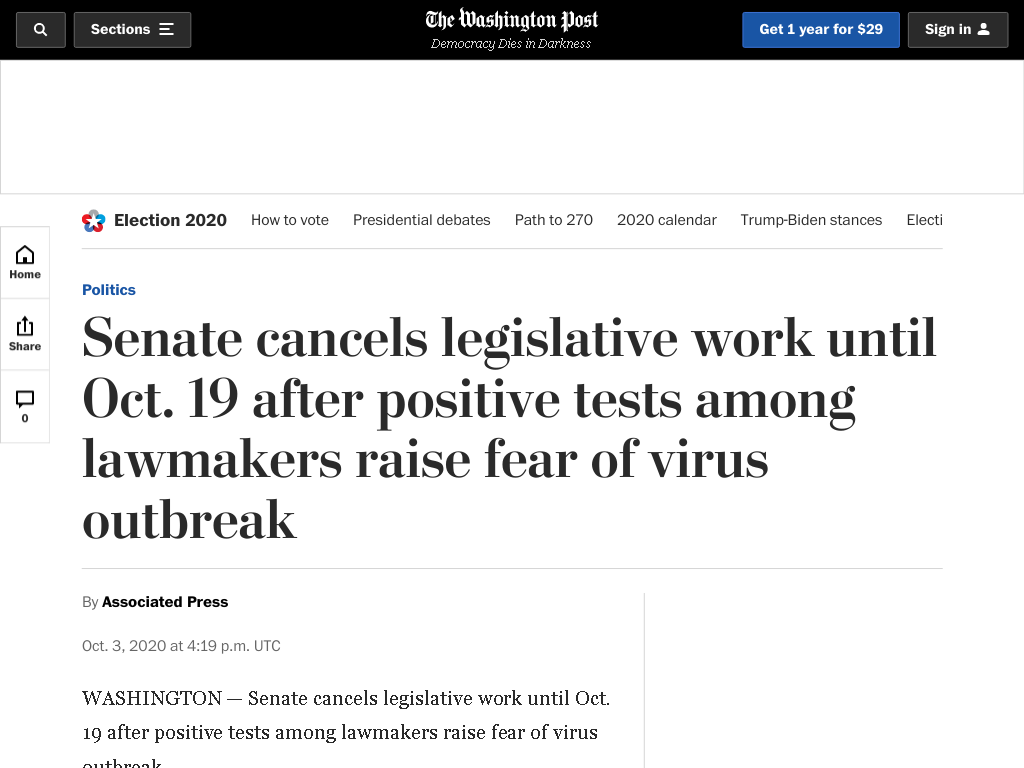 Sections
The Washington Post
Democracy Dies in Darkness
Get 1 year for $29
Sign in
Election 2020
How to vote
Presidential debates
Path to 270
2020 calendar
Trump-Biden stances
Electi
Home
Share
0
Politics
Senate cancels legislative work until
Oct. 19 after positive tests among
lawmakers raise fear of virus
outbreak
By Associated Press
Oct. 3, 2020 at 4:19 p.m. UTC
WASHINGTON — Senate cancels legislative work until Oct.
19 after positive tests among lawmakers raise fear of virus
outbreak